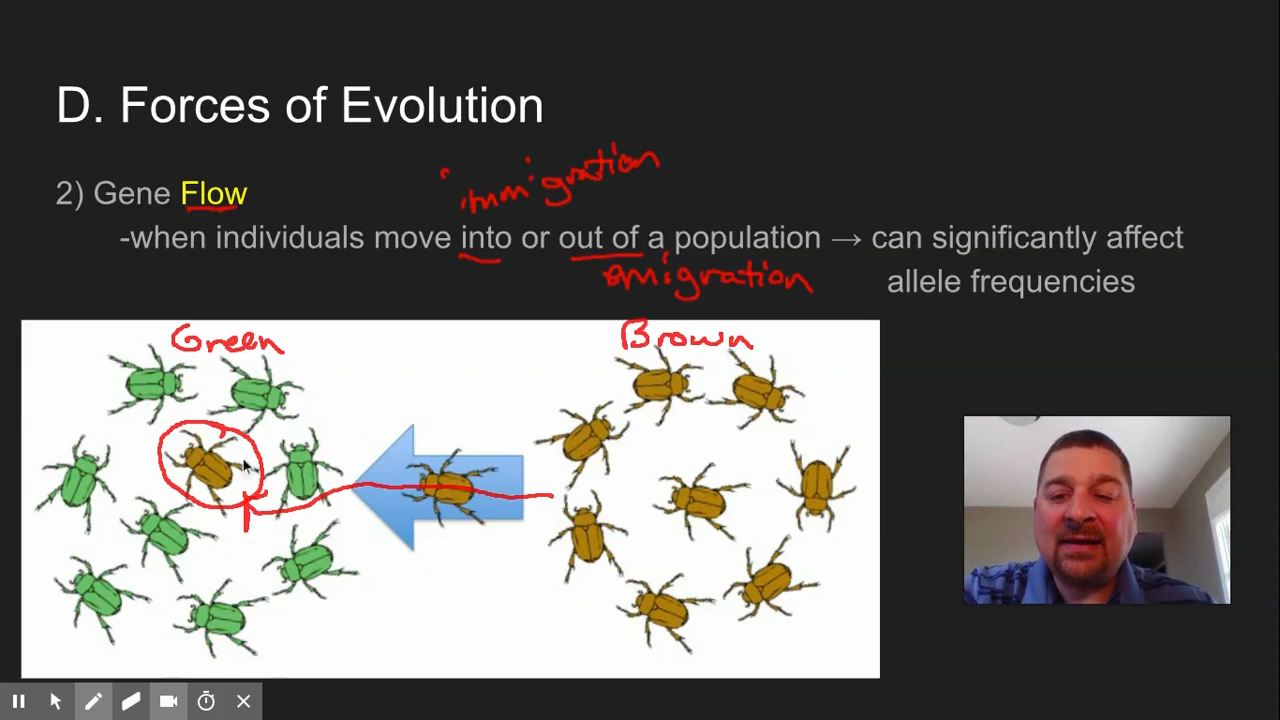 D. Forces of Evolution
immigration
2) Gene Flow
-when individuals move into or out of a population → can significantly affect
allele frequencies
emigration
Green
Brown